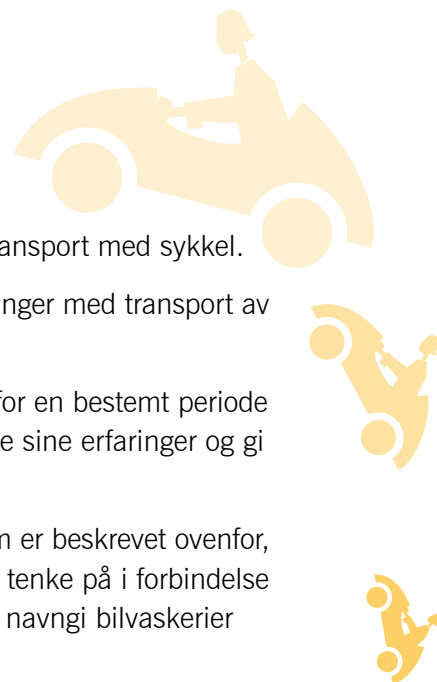 ansport med sykkel.
nger med transport av
for en bestemt periode
e sine erfaringer og gi
n er beskrevet ovenfor,
tenke på i forbindelse
navngi bilvaskerier